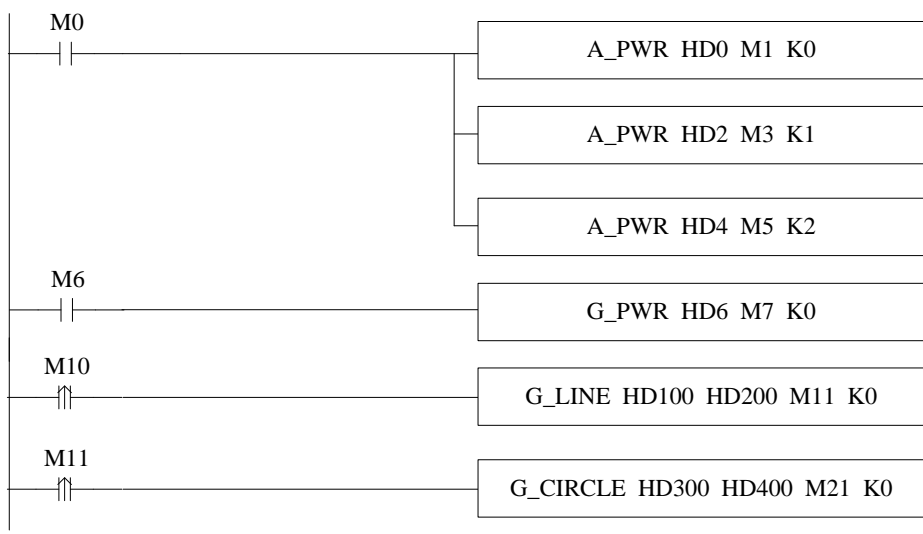 M0
A_PWR HD0 M1 K0
A_PWR HD2 M3 K1
A_PWR HD4 M5 K2
M6
G_PWR HD6 M7 K0
M10
G_LINE HD100 HD200 M11 K0
M11
G_CIRCLE HD300 HD400 M21 K0